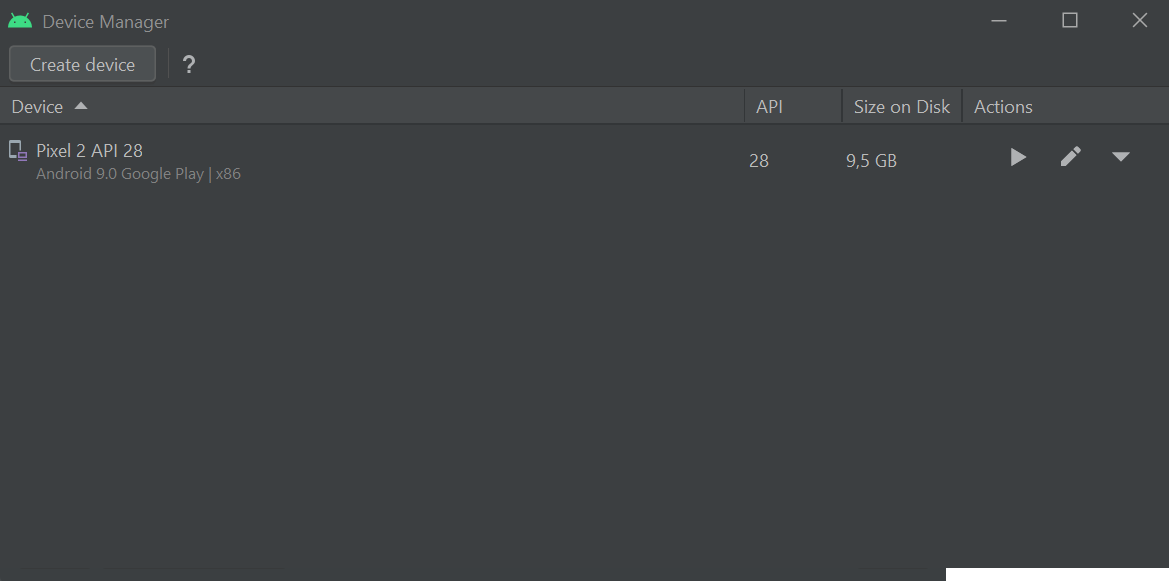 Device Manager
Create device
?
Device API Size on Disk Actions
Pixel 2 API 28
Android 9.0 Google Play | x86
28 9,5 GB